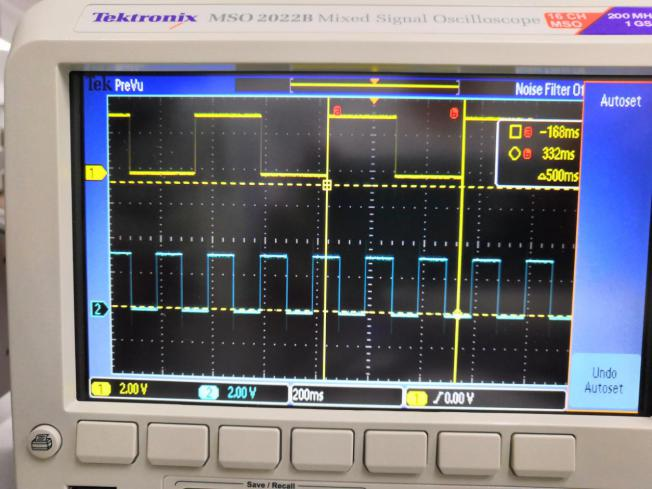 Tektronix MSO 2022B Mixed Signal Oscilloscope 16 CH MSO 200 MH 1 GS
Tek PreVu
Noise Filter Of
Autoset
a b
a -168ms
b 332ms
△500ms
1
2
1 2.00 V 2 2.00 V 200ms 1 ƒ 0.00 V
Undo
Autoset
Save / Recall